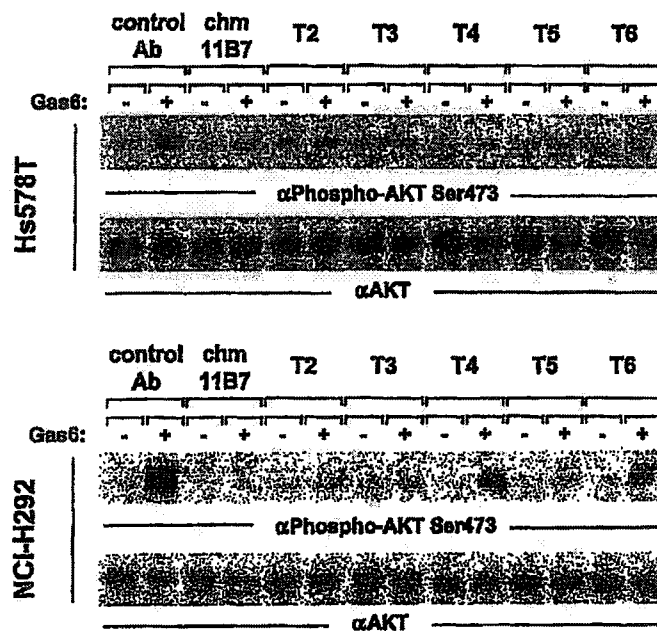 control chm T2 T3 T4 T5 T6
Ab 11B7
Gas6: - + - + - + - + - + - + - +
Hs578T
αPhospho-AKT Ser473
αAKT
control chm T2 T3 T4 T5 T6
Ab 11B7
Gas6: - + - + - + - + - + - + - +
NCI-H292
αPhospho-AKT Ser473
αAKT